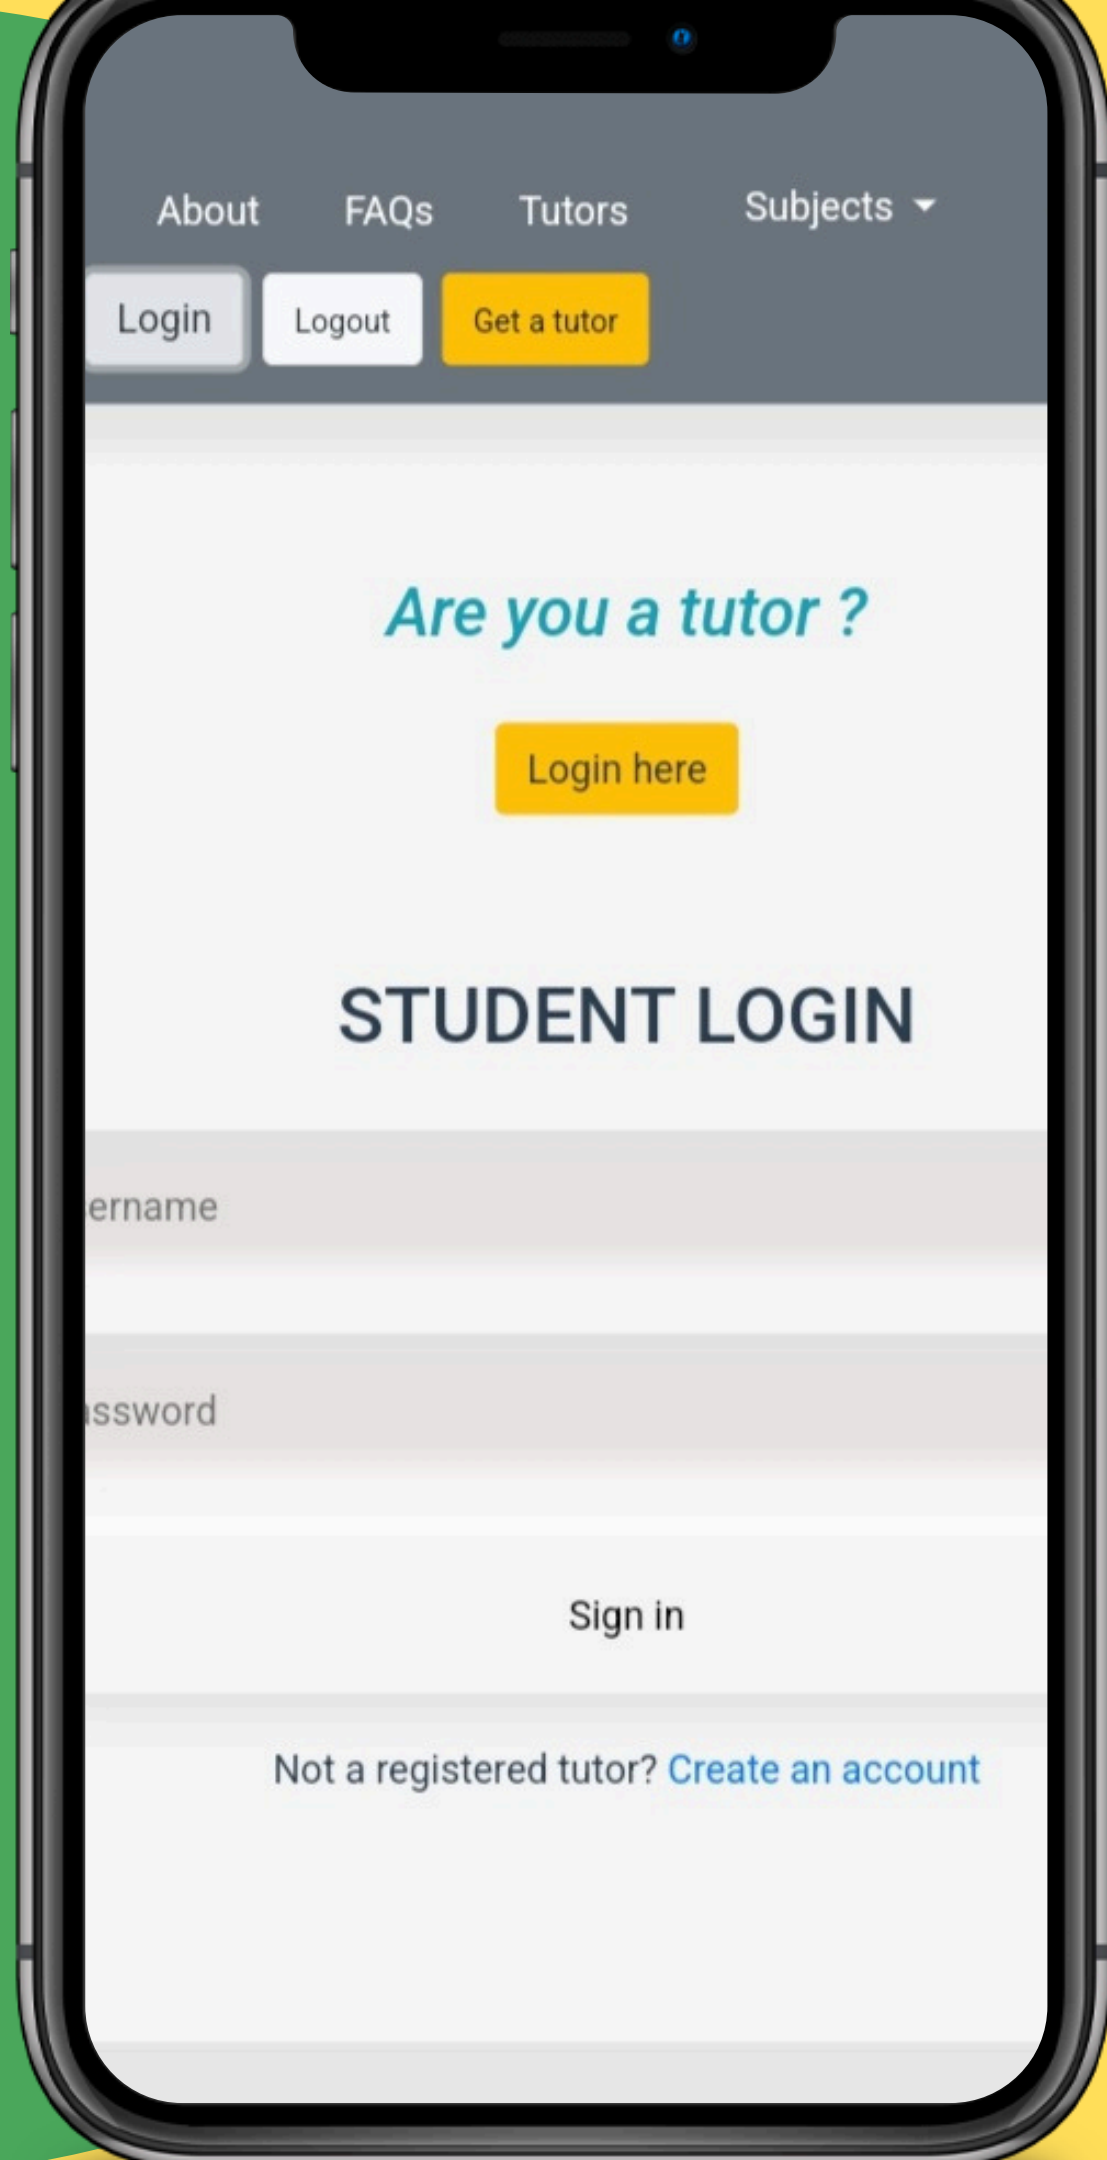 About FAQs Tutors Subjects
Login Logout Get a tutor
Are you a tutor ?
Login here
STUDENT LOGIN
ername
assword
Sign in
Not a registered tutor? Create an account